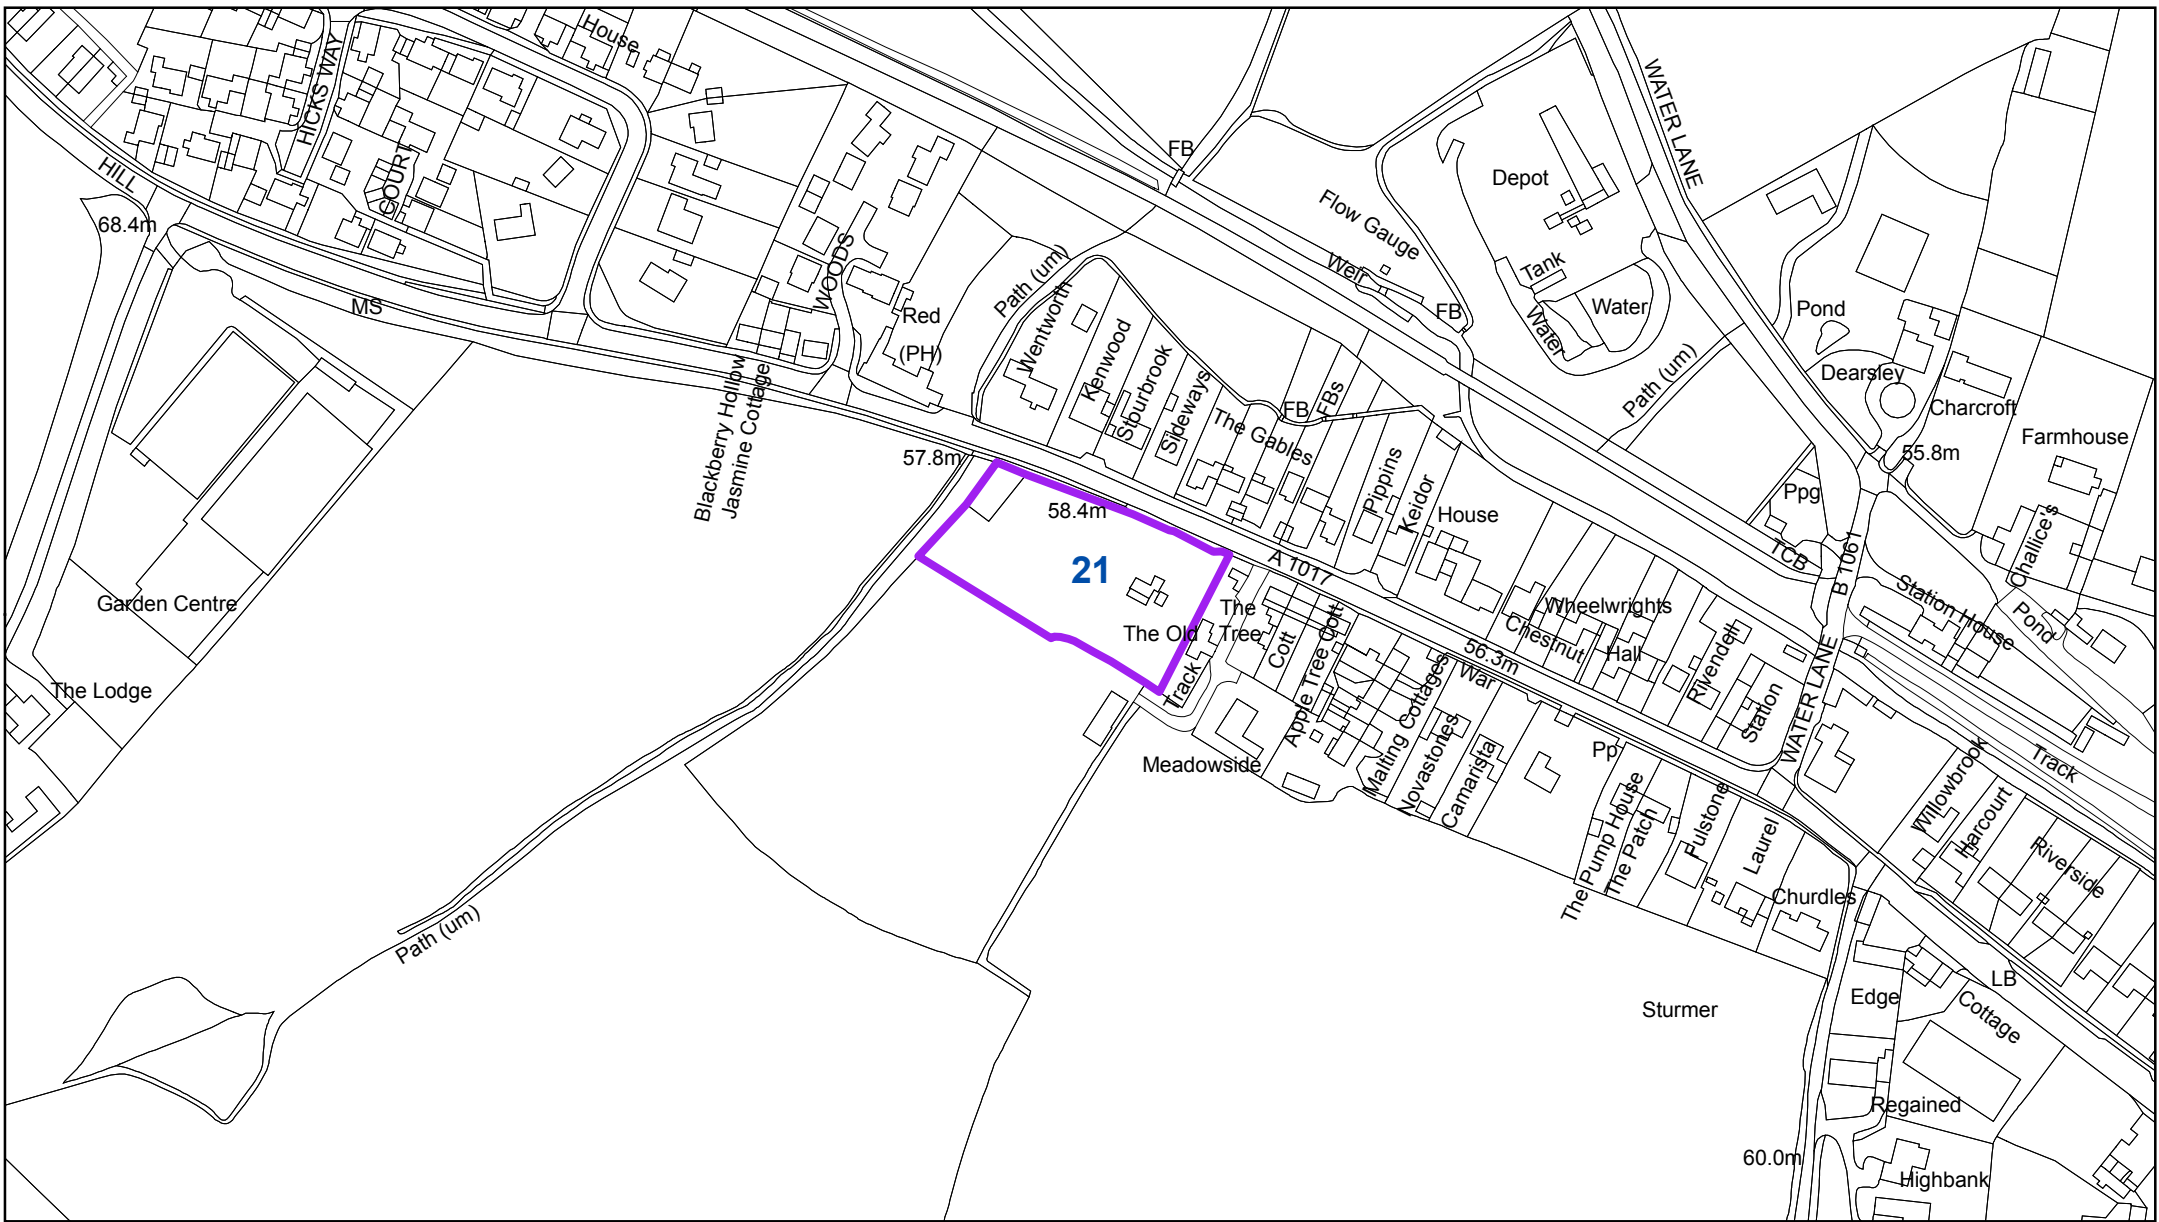 House
HICKS WAY
COURT
HILL
68.4m
MS
WOODS
Red
(PH)
Blackberry Hollow
Jasmine Cottage
Garden Centre
The Lodge
Path (um)
FB
Flow Gauge
Weir
FB
Depot
Tank
Water
Water
WATER LANE
Pond
Dearsley
Charcroft
Farmhouse
55.8m
Path (um)
Path (um)
Wentworth
Kenwood
Stourbrook
Sideways
The Gables
FB
FBs
Pippins
Keldor
House
57.8m
58.4m
21
A 1017
The Old
The
Tree
Track
Cott
Apple Tree Cott
Meadowside
Malting Cottages
Novastones
Camarista
War
56.3m
Chestnut
Wheelwrights
Hall
Rivendell
Station
WATER LANE
B 1061
TCB
Ppg
Station House
Challice's
Pond
Track
Pp
The Pump House
The Patch
Fulstone
Laurel
Churdles
Willowbrook
Harcourt
Riverside
LB
Edge
Cottage
Sturmer
Regained
60.0m
Highbank